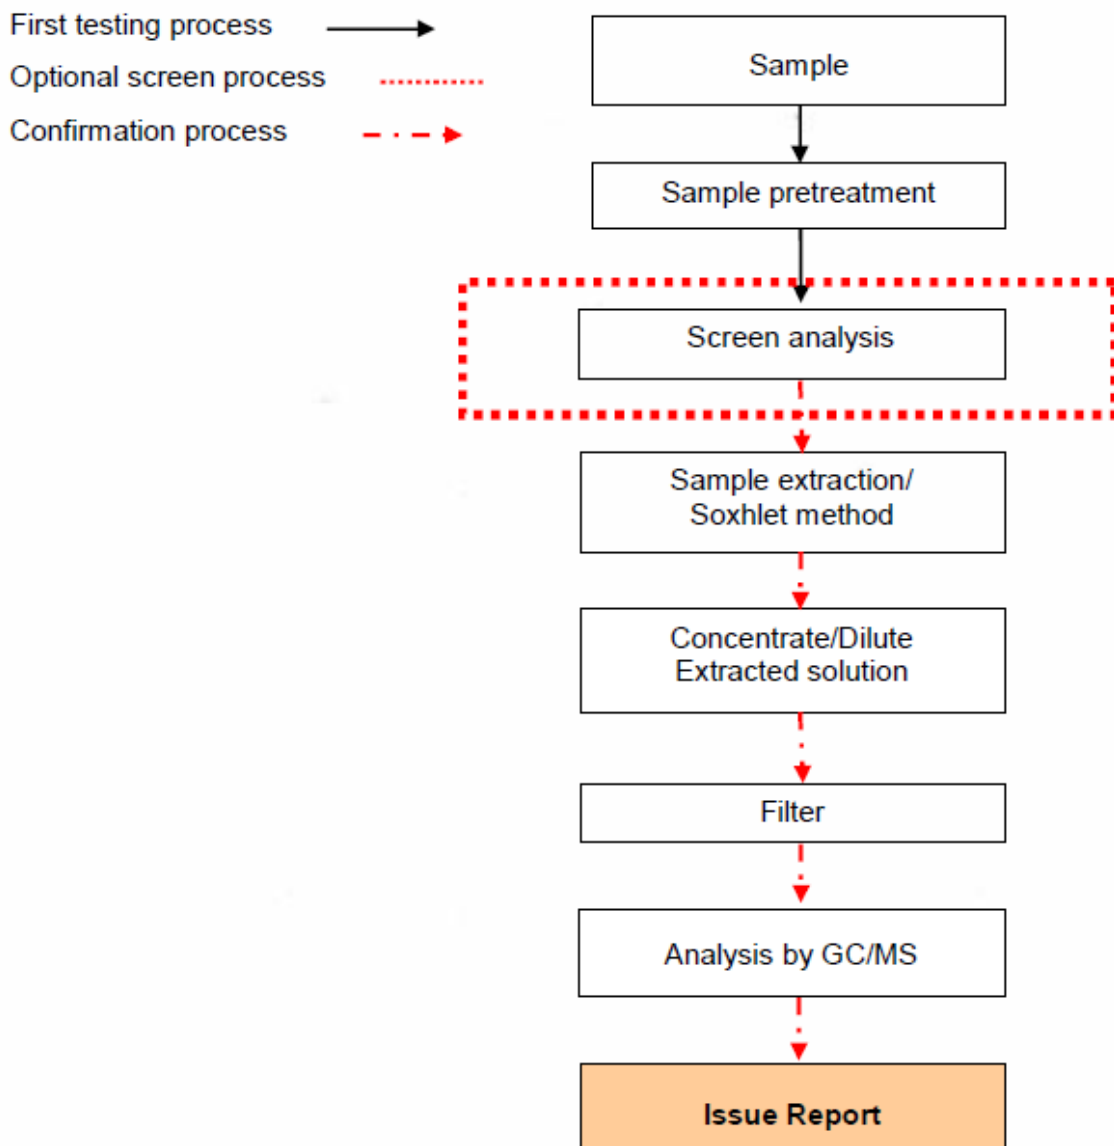 First testing process
Optional screen process
Confirmation process
Sample
Sample pretreatment
Screen analysis
Sample extraction/
Soxhlet method
Concentrate/Dilute
Extracted solution
Filter
Analysis by GC/MS
Issue Report